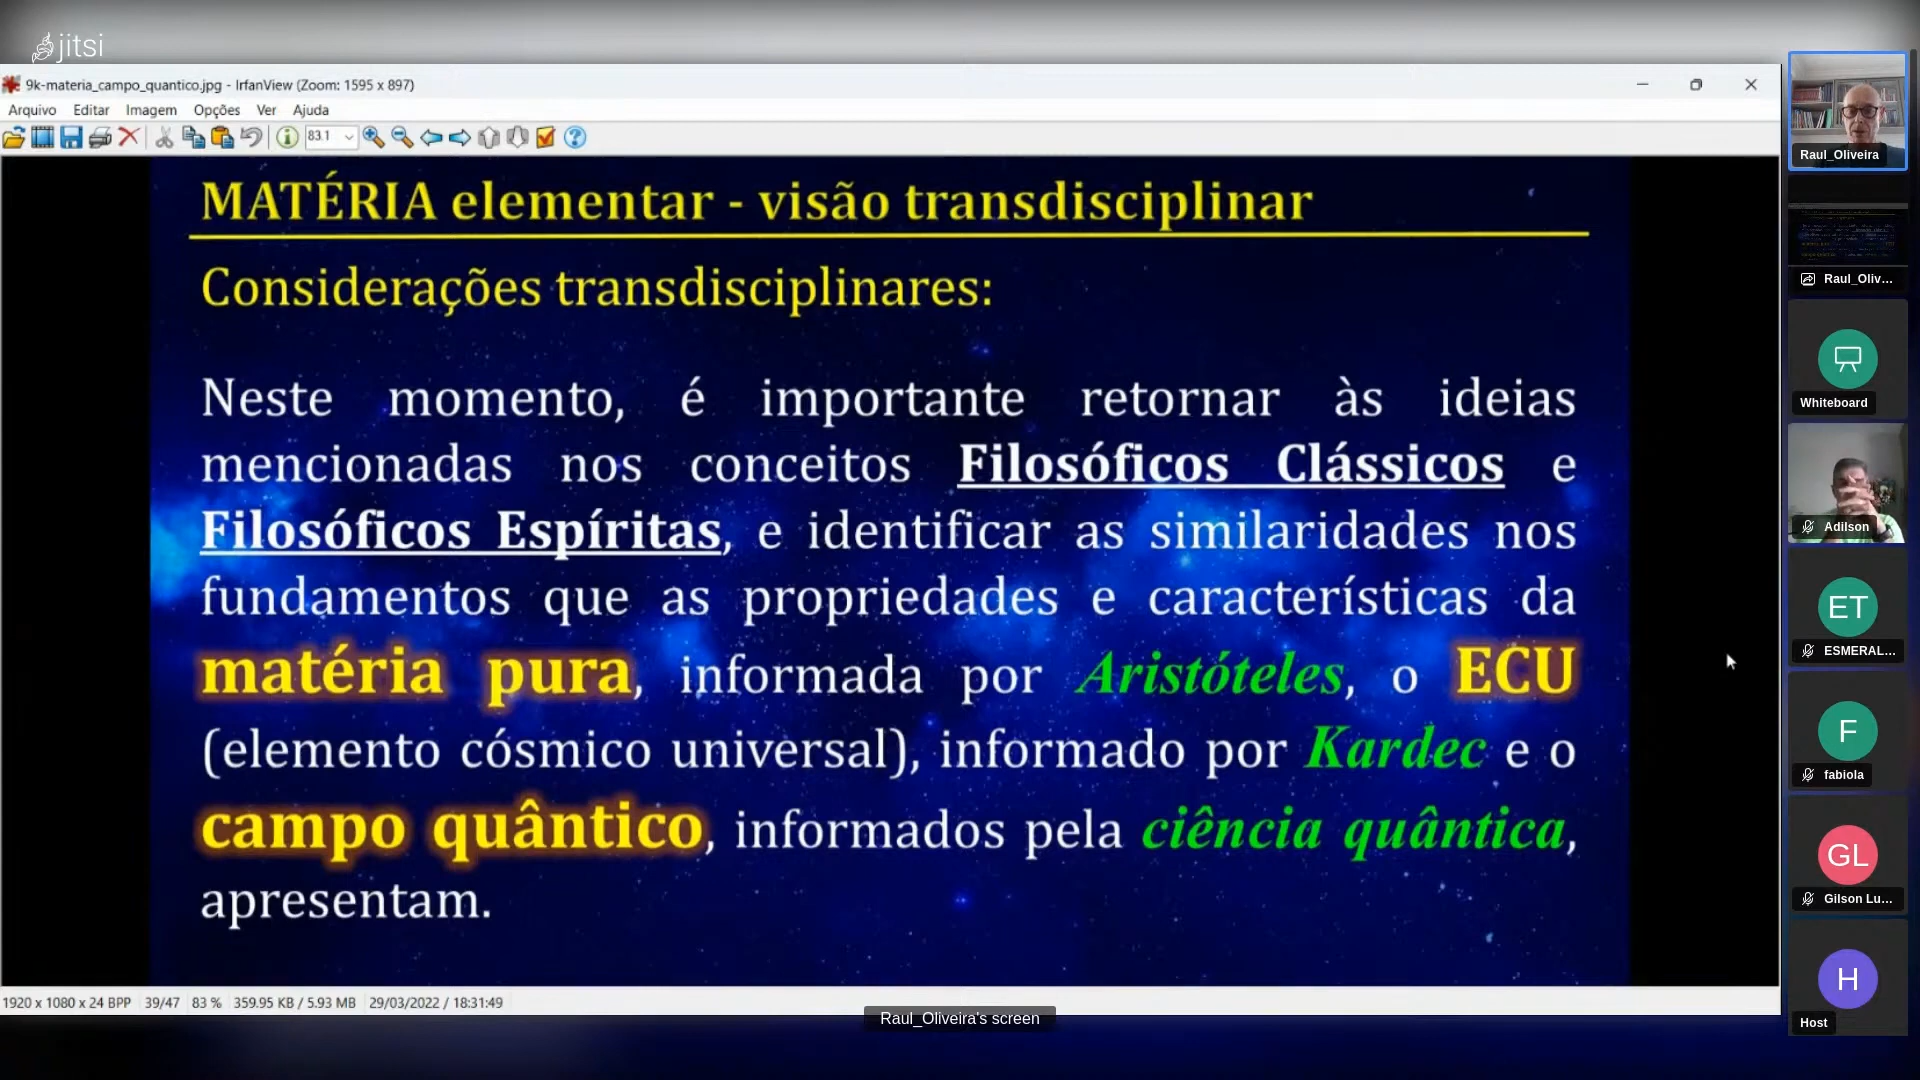 jitsi
9k-materia_campo_quantico.jpg - IrfanView (Zoom: 1595 x 897)
Arquivo Editar Imagem Opções Ver Ajuda
83.1
MATÉRIA elementar - visão transdisciplinar
Considerações transdisciplinares:
Neste momento, é importante retornar às ideias
mencionadas nos conceitos Filosóficos Clássicos e
Filosóficos Espíritas, e identificar as similaridades nos
fundamentos que as propriedades e características da
matéria pura, informada por Aristóteles, o ECU
(elemento cósmico universal), informado por Kardec e o
campo quântico, informados pela ciência quântica,
apresentam.
1920 x 1080 x 24 BPP 39/47 83 % 359.95 KB / 5.93 MB 29/03/2022 / 18:31:49
Raul_Oliveira's screen
Raul_Oliveira
Raul_Oliv...
Whiteboard
Adilson
ET
ESMERAL...
F
fabiola
GL
Gilson Lu...
H
Host